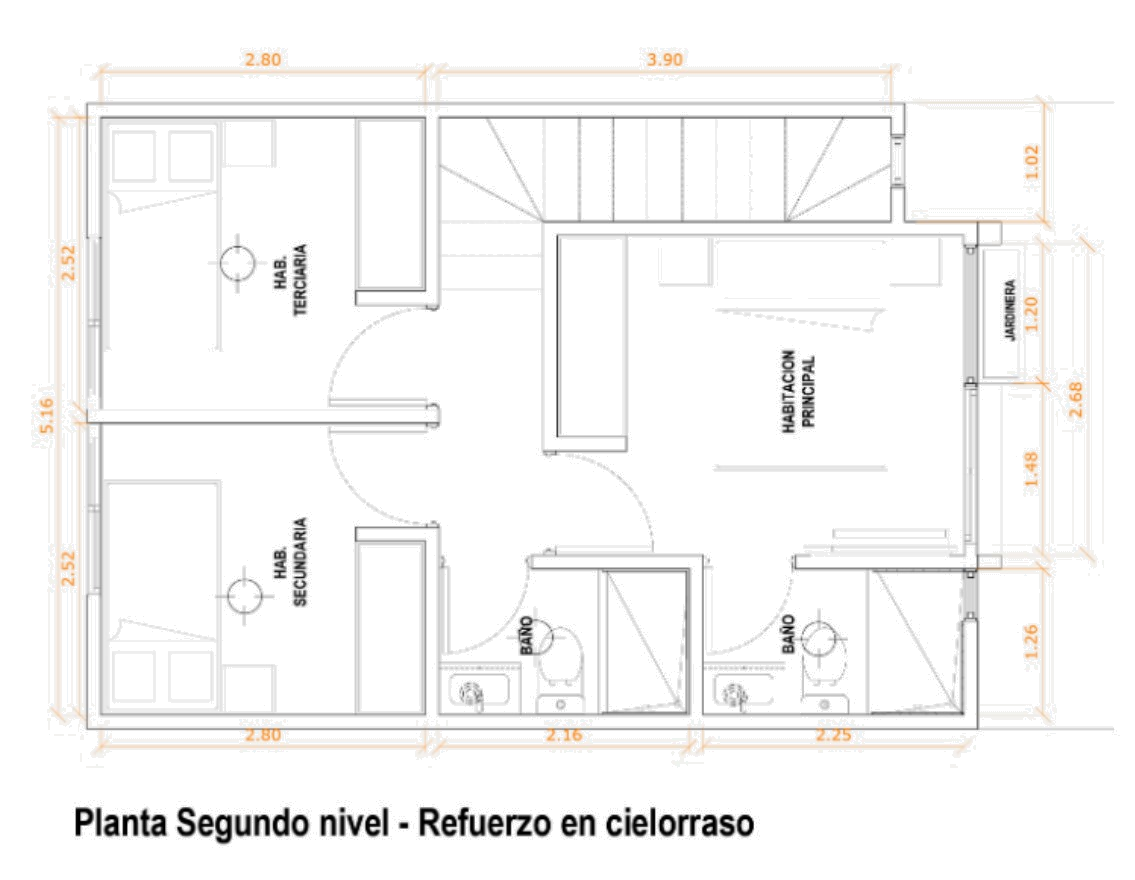 2.80
3.90
1.02
2.52
HAB.
TERCIARIA
JARDINERA
1.20
HABITACION
PRINCIPAL
2.68
5.16
1.48
2.52
HAB.
SECUNDARIA
BAÑO
BAÑO
1.26
2.80
2.16
2.25
Planta Segundo nivel - Refuerzo en cielorraso